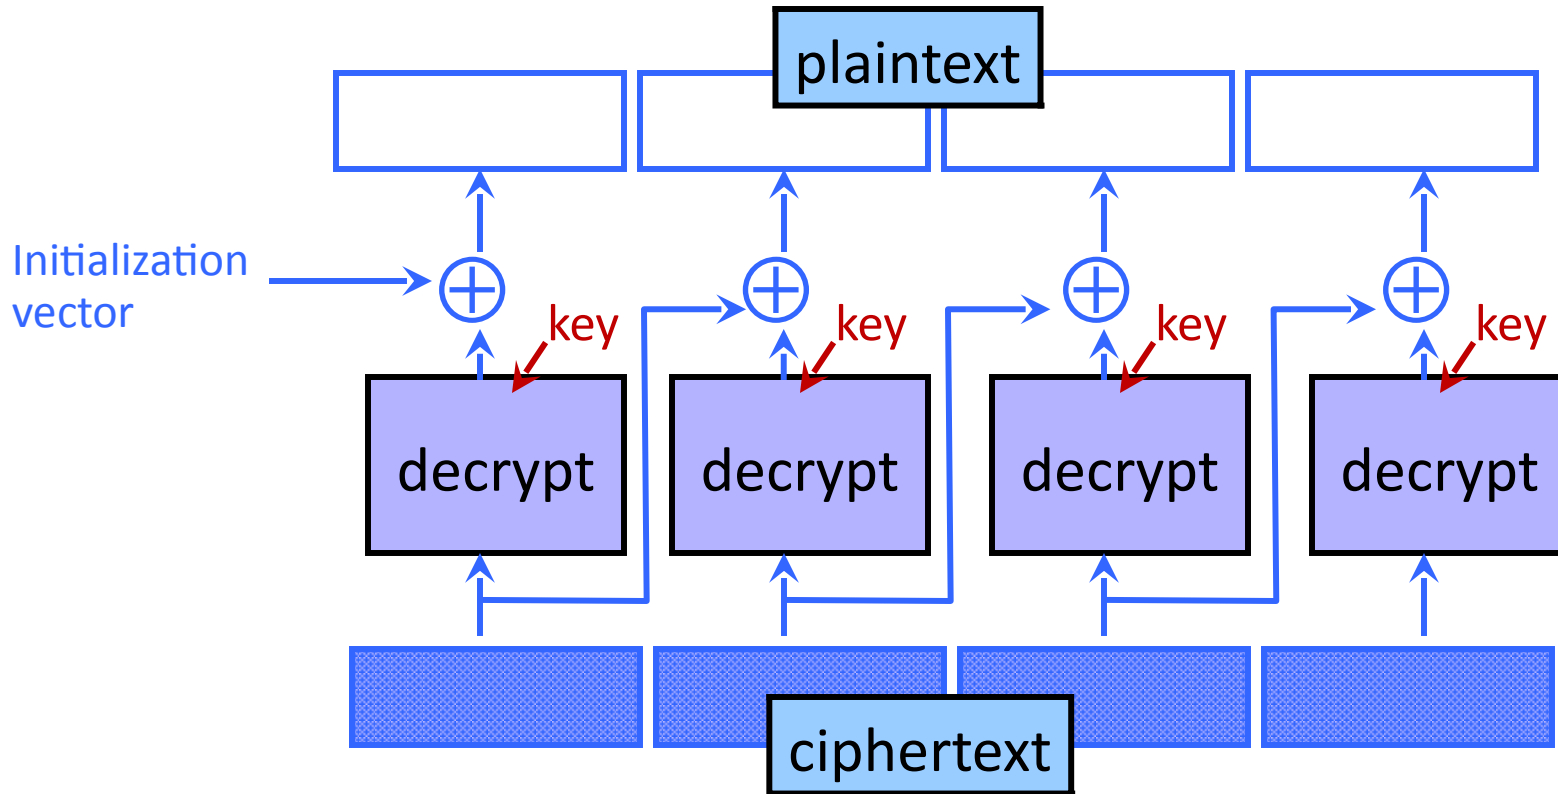 plaintext
Initialization
vector
key
key
key
key
decrypt
decrypt
decrypt
decrypt
ciphertext